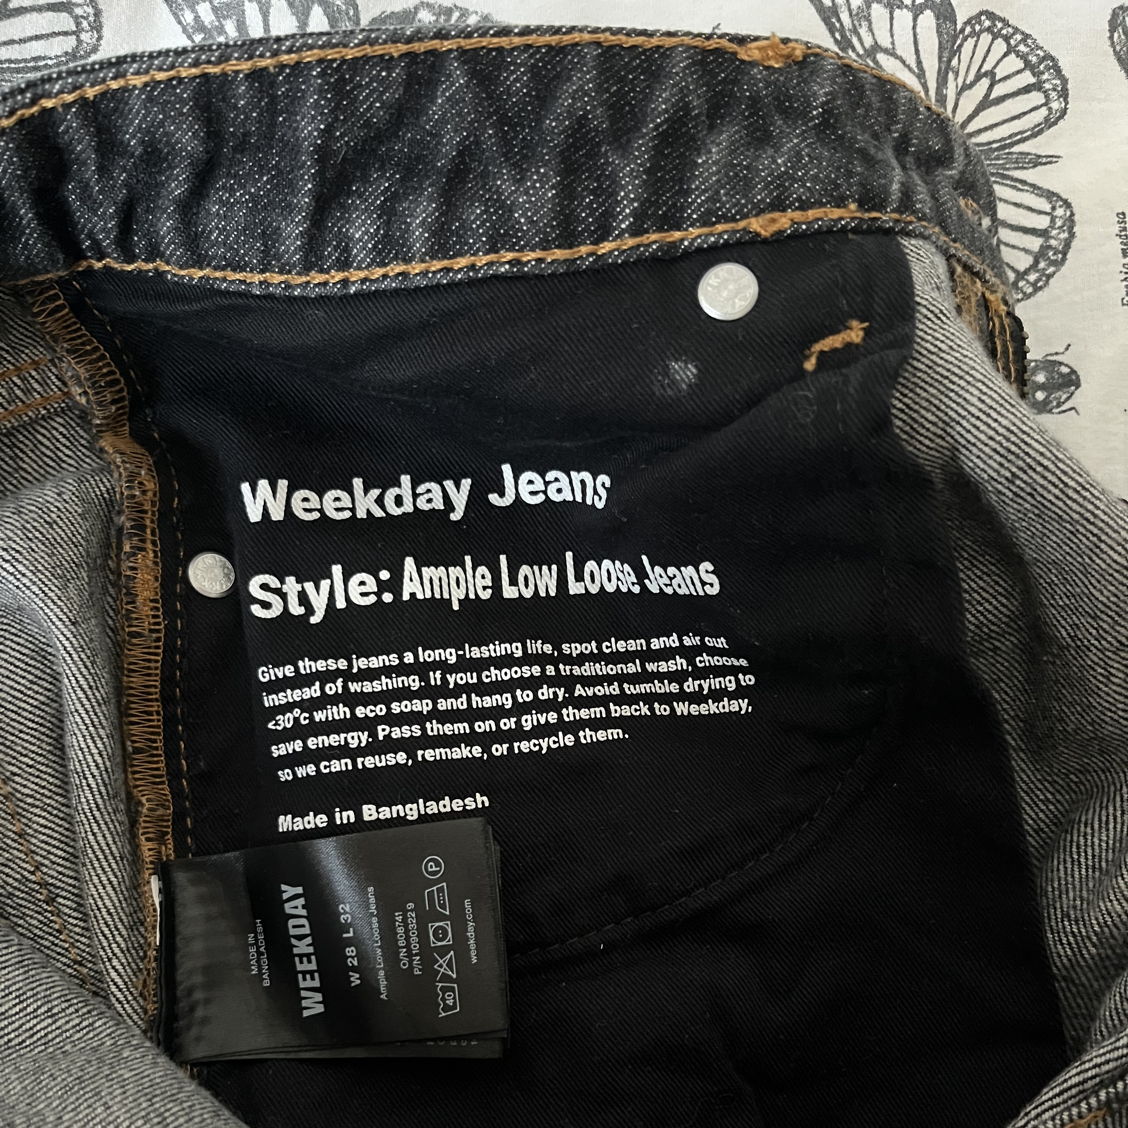 Weekday Jeans
Style: Ample Low Loose Jeans
Give these jeans a long-lasting life, spot clean and air out
instead of washing. If you choose a traditional wash, choose
<30°c with eco soap and hang to dry. Avoid tumble drying to
save energy. Pass them on or give them back to Weekday,
so we can reuse, remake, or recycle them.
Made in Bangladesh
MADE IN
BANGLADESH
WEEKDAY
W 28 L 32
Ample Low Loose Jeans
O/N 808741
P/N 1090322 9
40
P
weekday.com
medusa